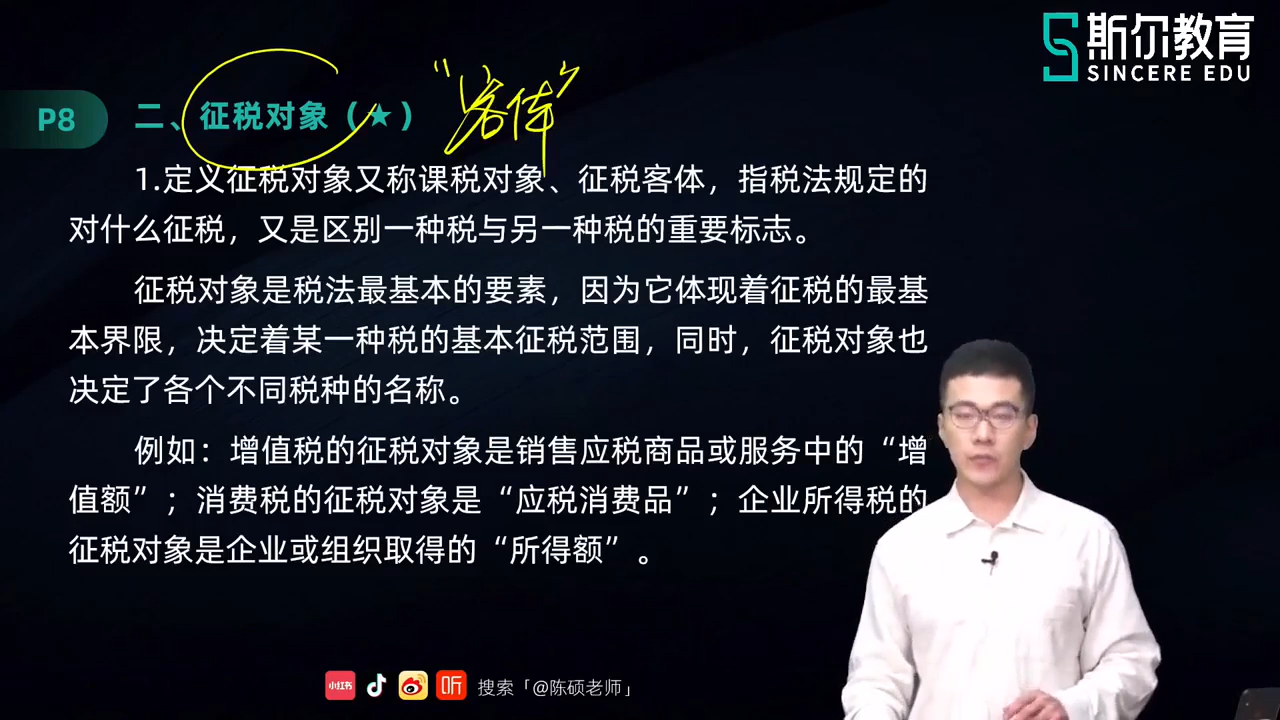 斯尔教育
SINCERE EDU
P8
二、征税对象（★）
“客体”
1.定义征税对象又称课税对象、征税客体，指税法规定的
对什么征税，又是区别一种税与另一种税的重要标志。
征税对象是税法最基本的要素，因为它体现着征税的最基
本界限，决定着某一种税的基本征税范围，同时，征税对象也
决定了各个不同税种的名称。
例如：增值税的征税对象是销售应税商品或服务中的“增
值额”；消费税的征税对象是“应税消费品”；企业所得税的
征税对象是企业或组织取得的“所得额”。
小红书
听
搜索「@陈硕老师」